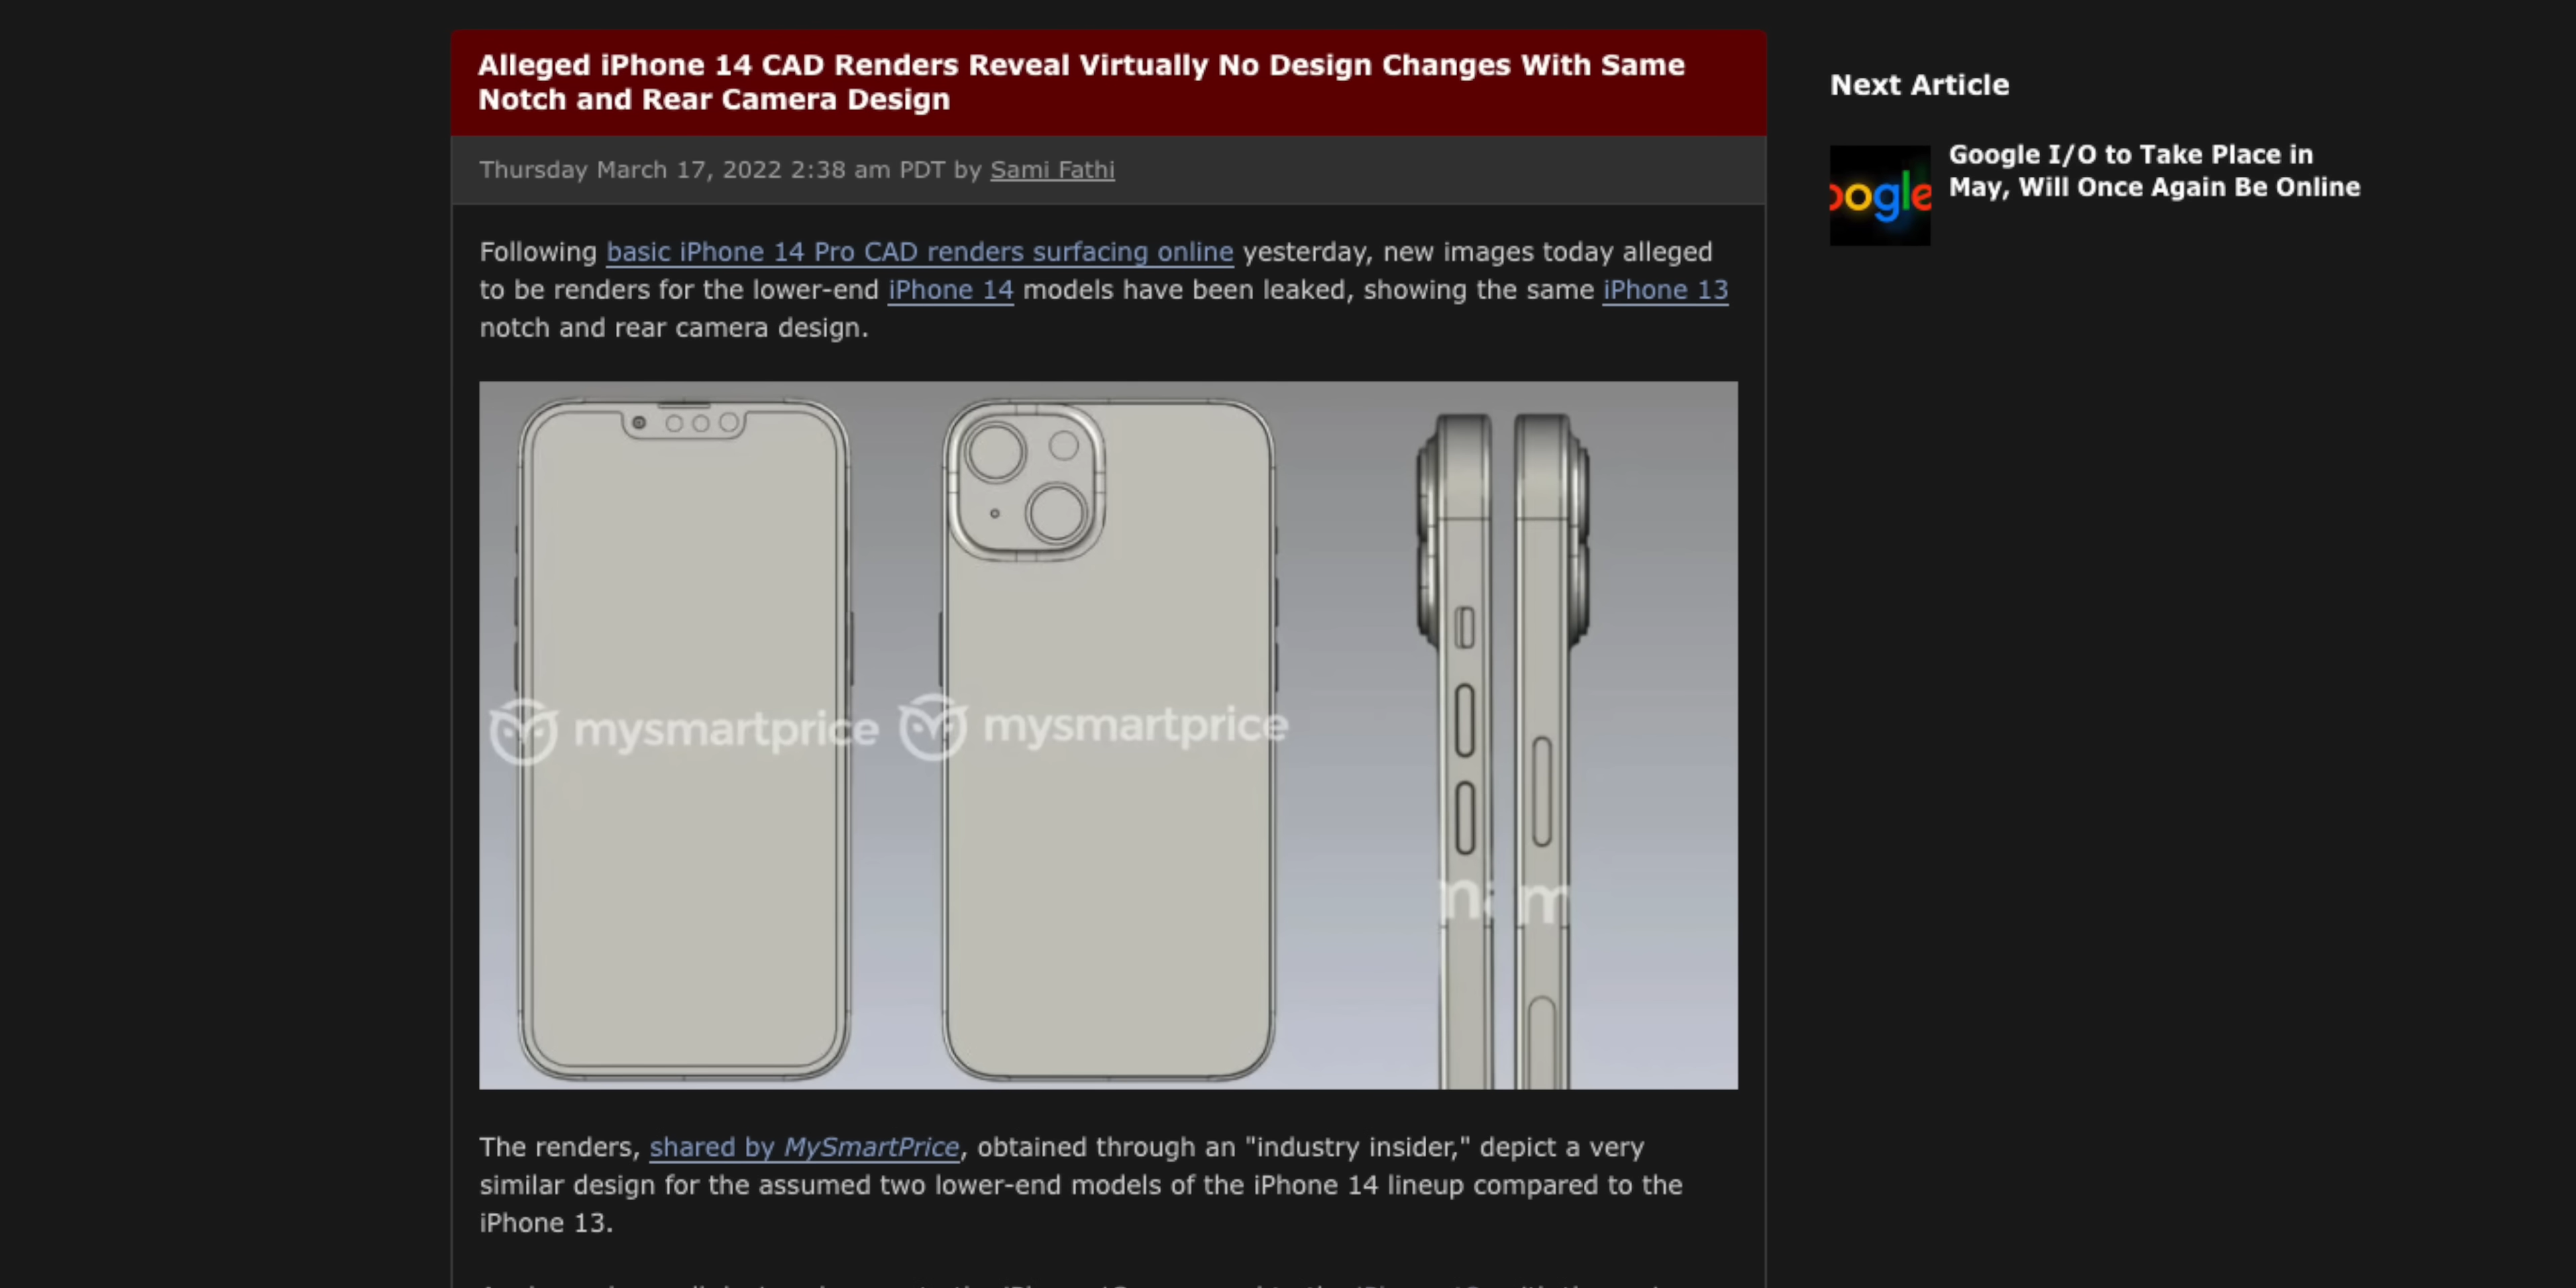 Alleged iPhone 14 CAD Renders Reveal Virtually No Design Changes With Same
Notch and Rear Camera Design
Thursday March 17, 2022 2:38 am PDT by Sami Fathi
Following basic iPhone 14 Pro CAD renders surfacing online yesterday, new images today alleged
to be renders for the lower-end iPhone 14 models have been leaked, showing the same iPhone 13
notch and rear camera design.
mysmartprice
mysmartprice
m
The renders, shared by MySmartPrice, obtained through an "industry insider," depict a very
similar design for the assumed two lower-end models of the iPhone 14 lineup compared to the
iPhone 13.
Next Article
ogle
Google I/O to Take Place in
May, Will Once Again Be Online